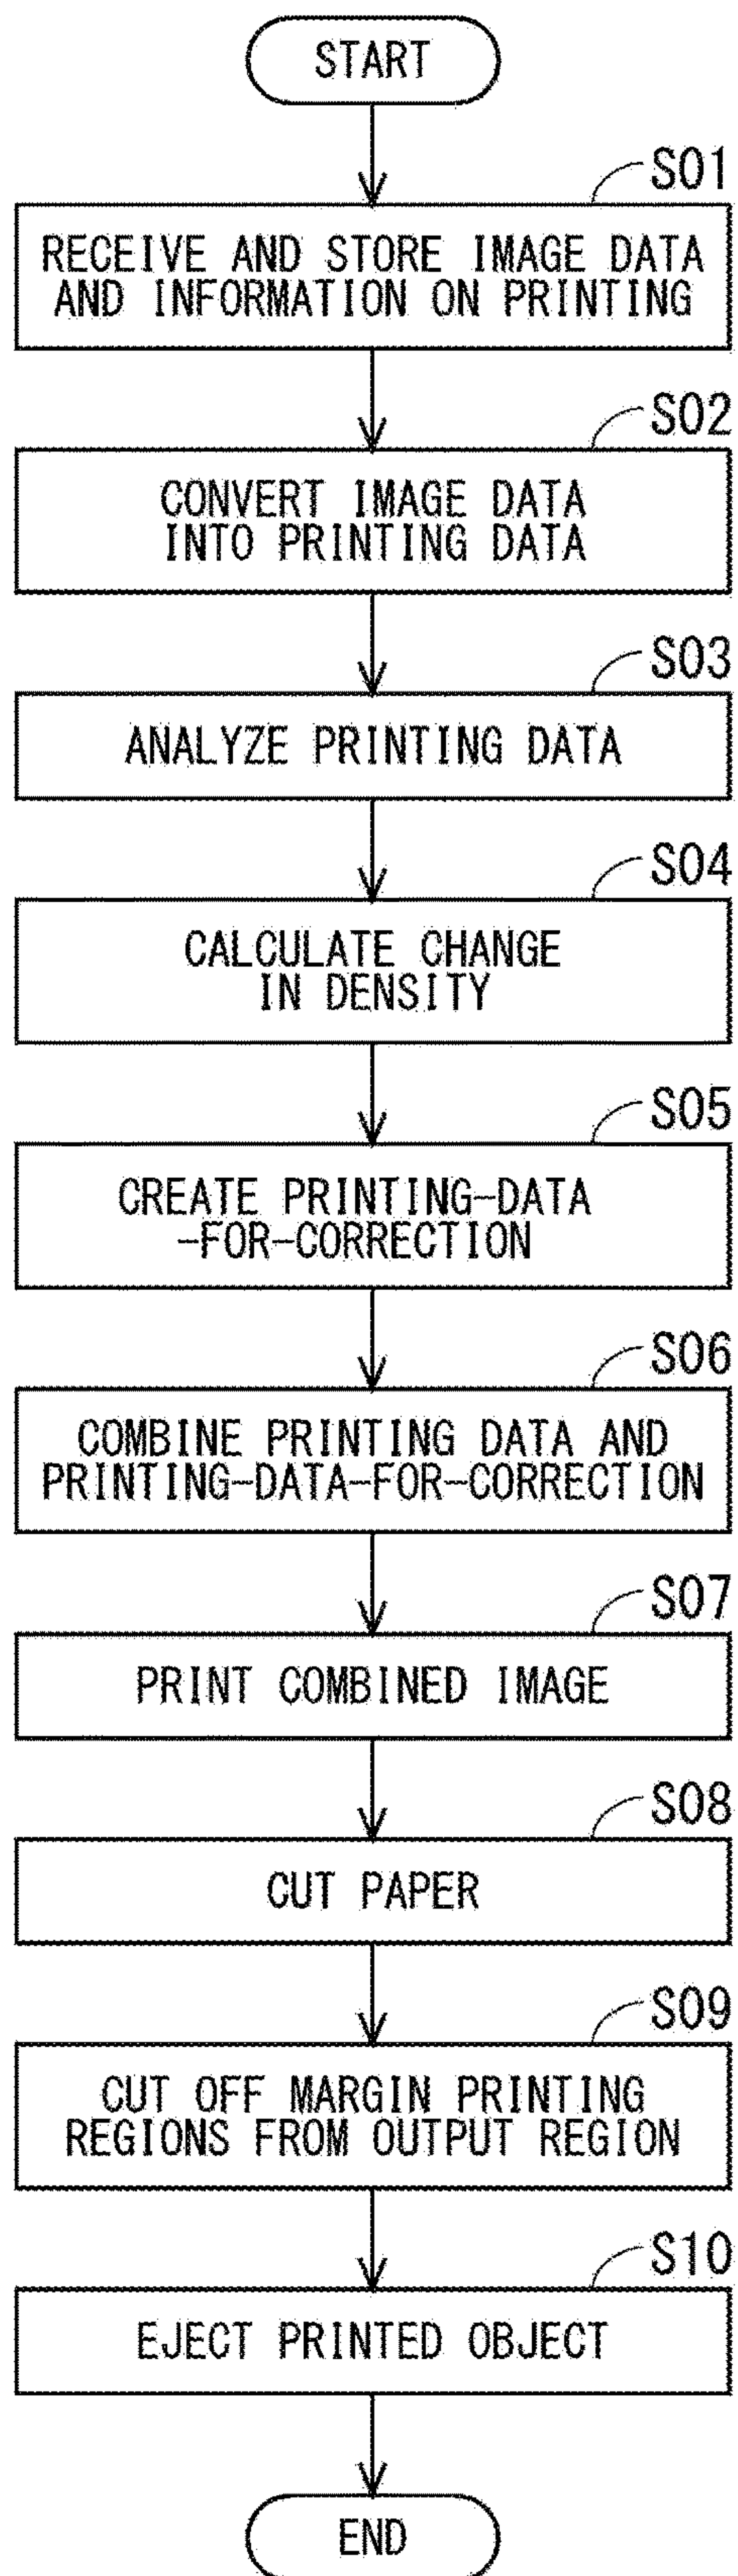 START
S01
RECEIVE AND STORE IMAGE DATA
AND INFORMATION ON PRINTING
S02
CONVERT IMAGE DATA
INTO PRINTING DATA
S03
ANALYZE PRINTING DATA
S04
CALCULATE CHANGE
IN DENSITY
S05
CREATE PRINTING-DATA
-FOR-CORRECTION
S06
COMBINE PRINTING DATA AND
PRINTING-DATA-FOR-CORRECTION
S07
PRINT COMBINED IMAGE
S08
CUT PAPER
S09
CUT OFF MARGIN PRINTING
REGIONS FROM OUTPUT REGION
S10
EJECT PRINTED OBJECT
END